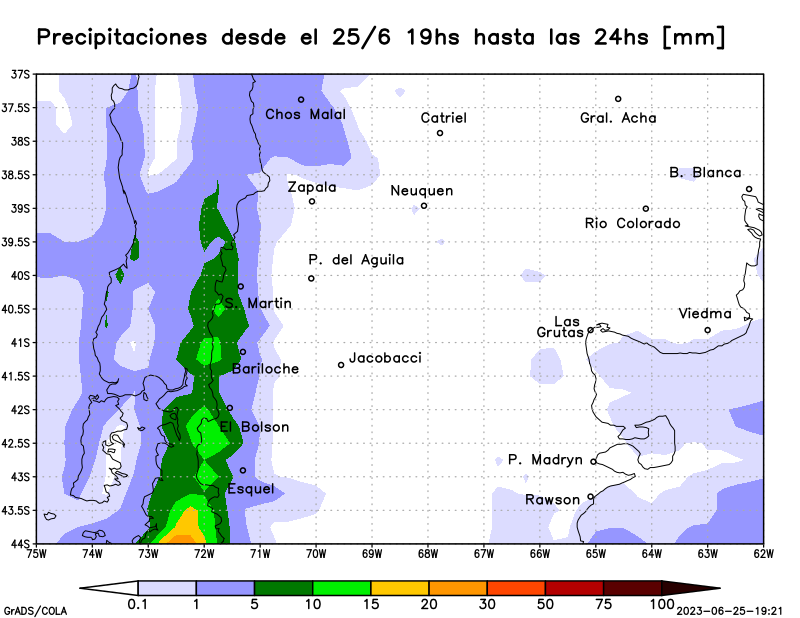 Precipitaciones desde el 25/6 19hs hasta las 24hs [mm]
37S
37.5S
38S
38.5S
39S
39.5S
40S
40.5S
41S
41.5S
42S
42.5S
43S
43.5S
44S
Chos Malal
Catriel
Gral. Acha
B. Blanca
Zapala
Neuquen
Rio Colorado
P. del Aguila
S. Martin
Viedma
Las
Grutas
Jacobacci
Bariloche
El Bolson
P. Madryn
Esquel
Rawson
75W 74W 73W 72W 71W 70W 69W 68W 67W 66W 65W 64W 63W 62W
0.1 1 5 10 15 20 30 50 75 100
GrADS/COLA
2023-06-25-19:21